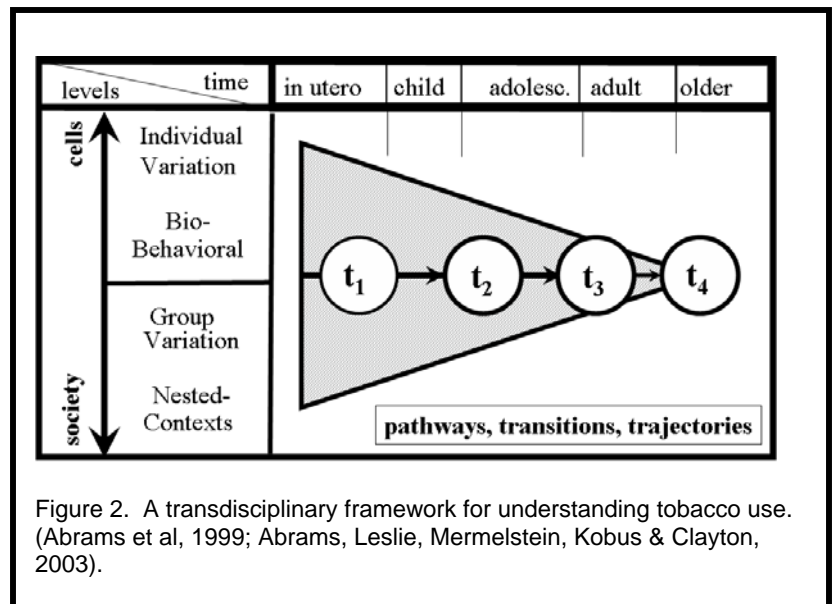 levels
time
in utero
child
adolesc.
adult
older
cells
Individual
Variation
Bio-
Behavioral
Group
Variation
Nested-
Contexts
society
t1
t2
t3
t4
pathways, transitions, trajectories
Figure 2. A transdisciplinary framework for understanding tobacco use.
(Abrams et al, 1999; Abrams, Leslie, Mermelstein, Kobus & Clayton,
2003).